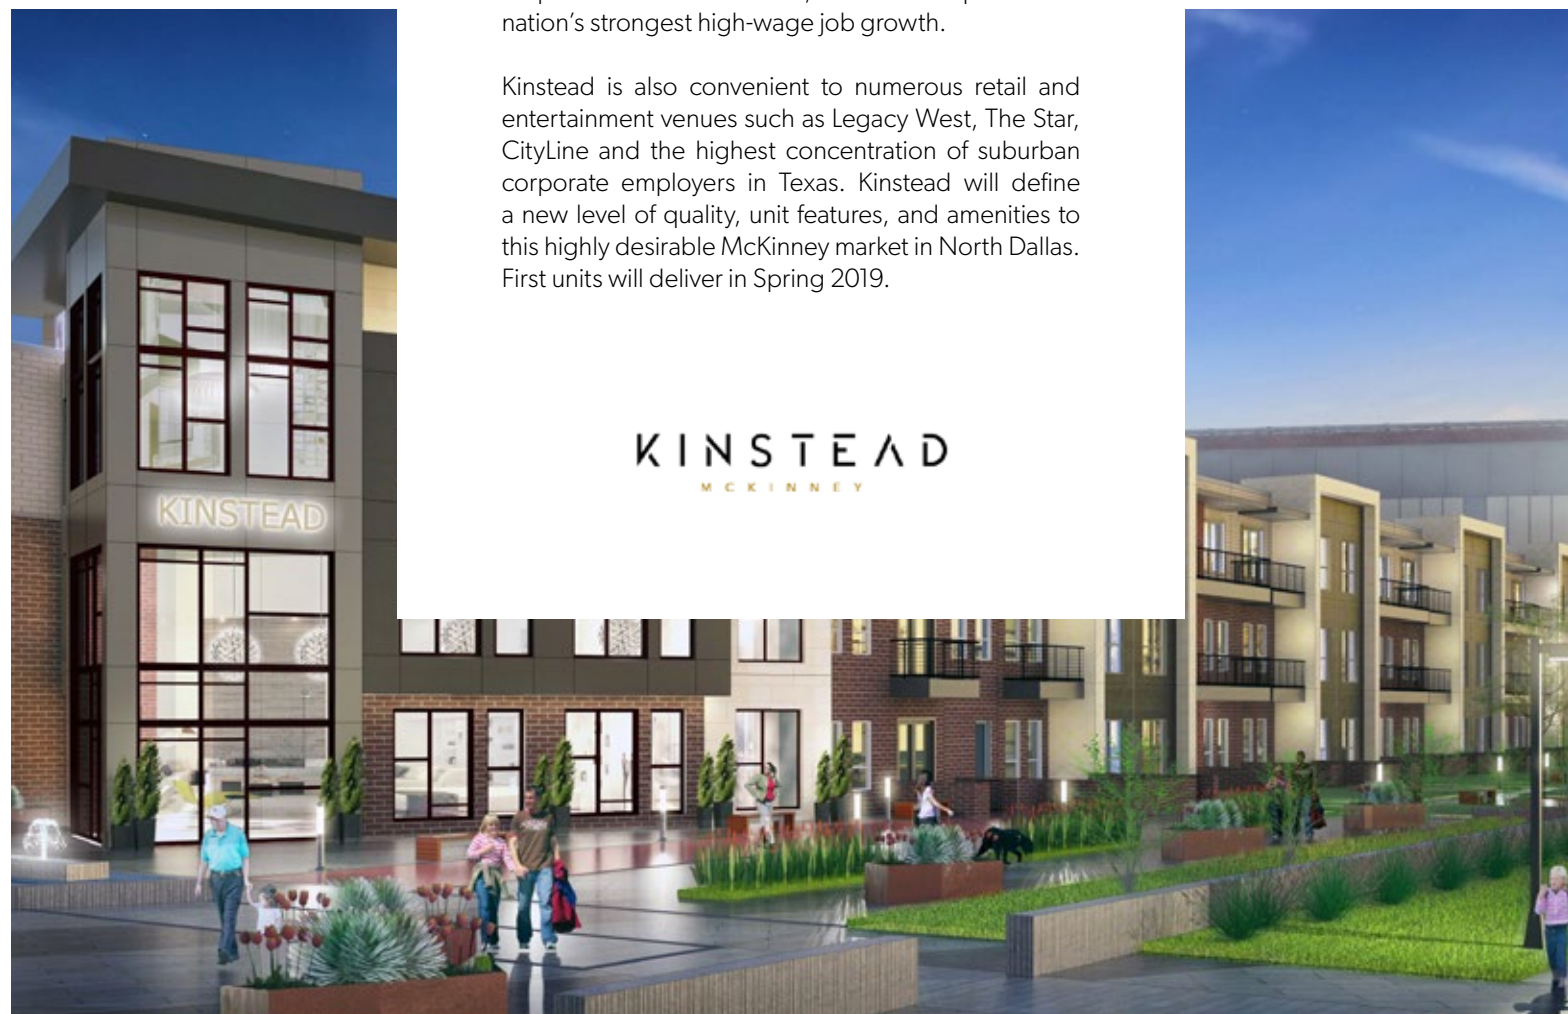 nation’s strongest high-wage job growth.
Kinstead is also convenient to numerous retail and
entertainment venues such as Legacy West, The Star,
CityLine and the highest concentration of suburban
corporate employers in Texas. Kinstead will define
a new level of quality, unit features, and amenities to
this highly desirable McKinney market in North Dallas.
First units will deliver in Spring 2019.
KINSTEAD
MCKINNEY
KINSTEAD